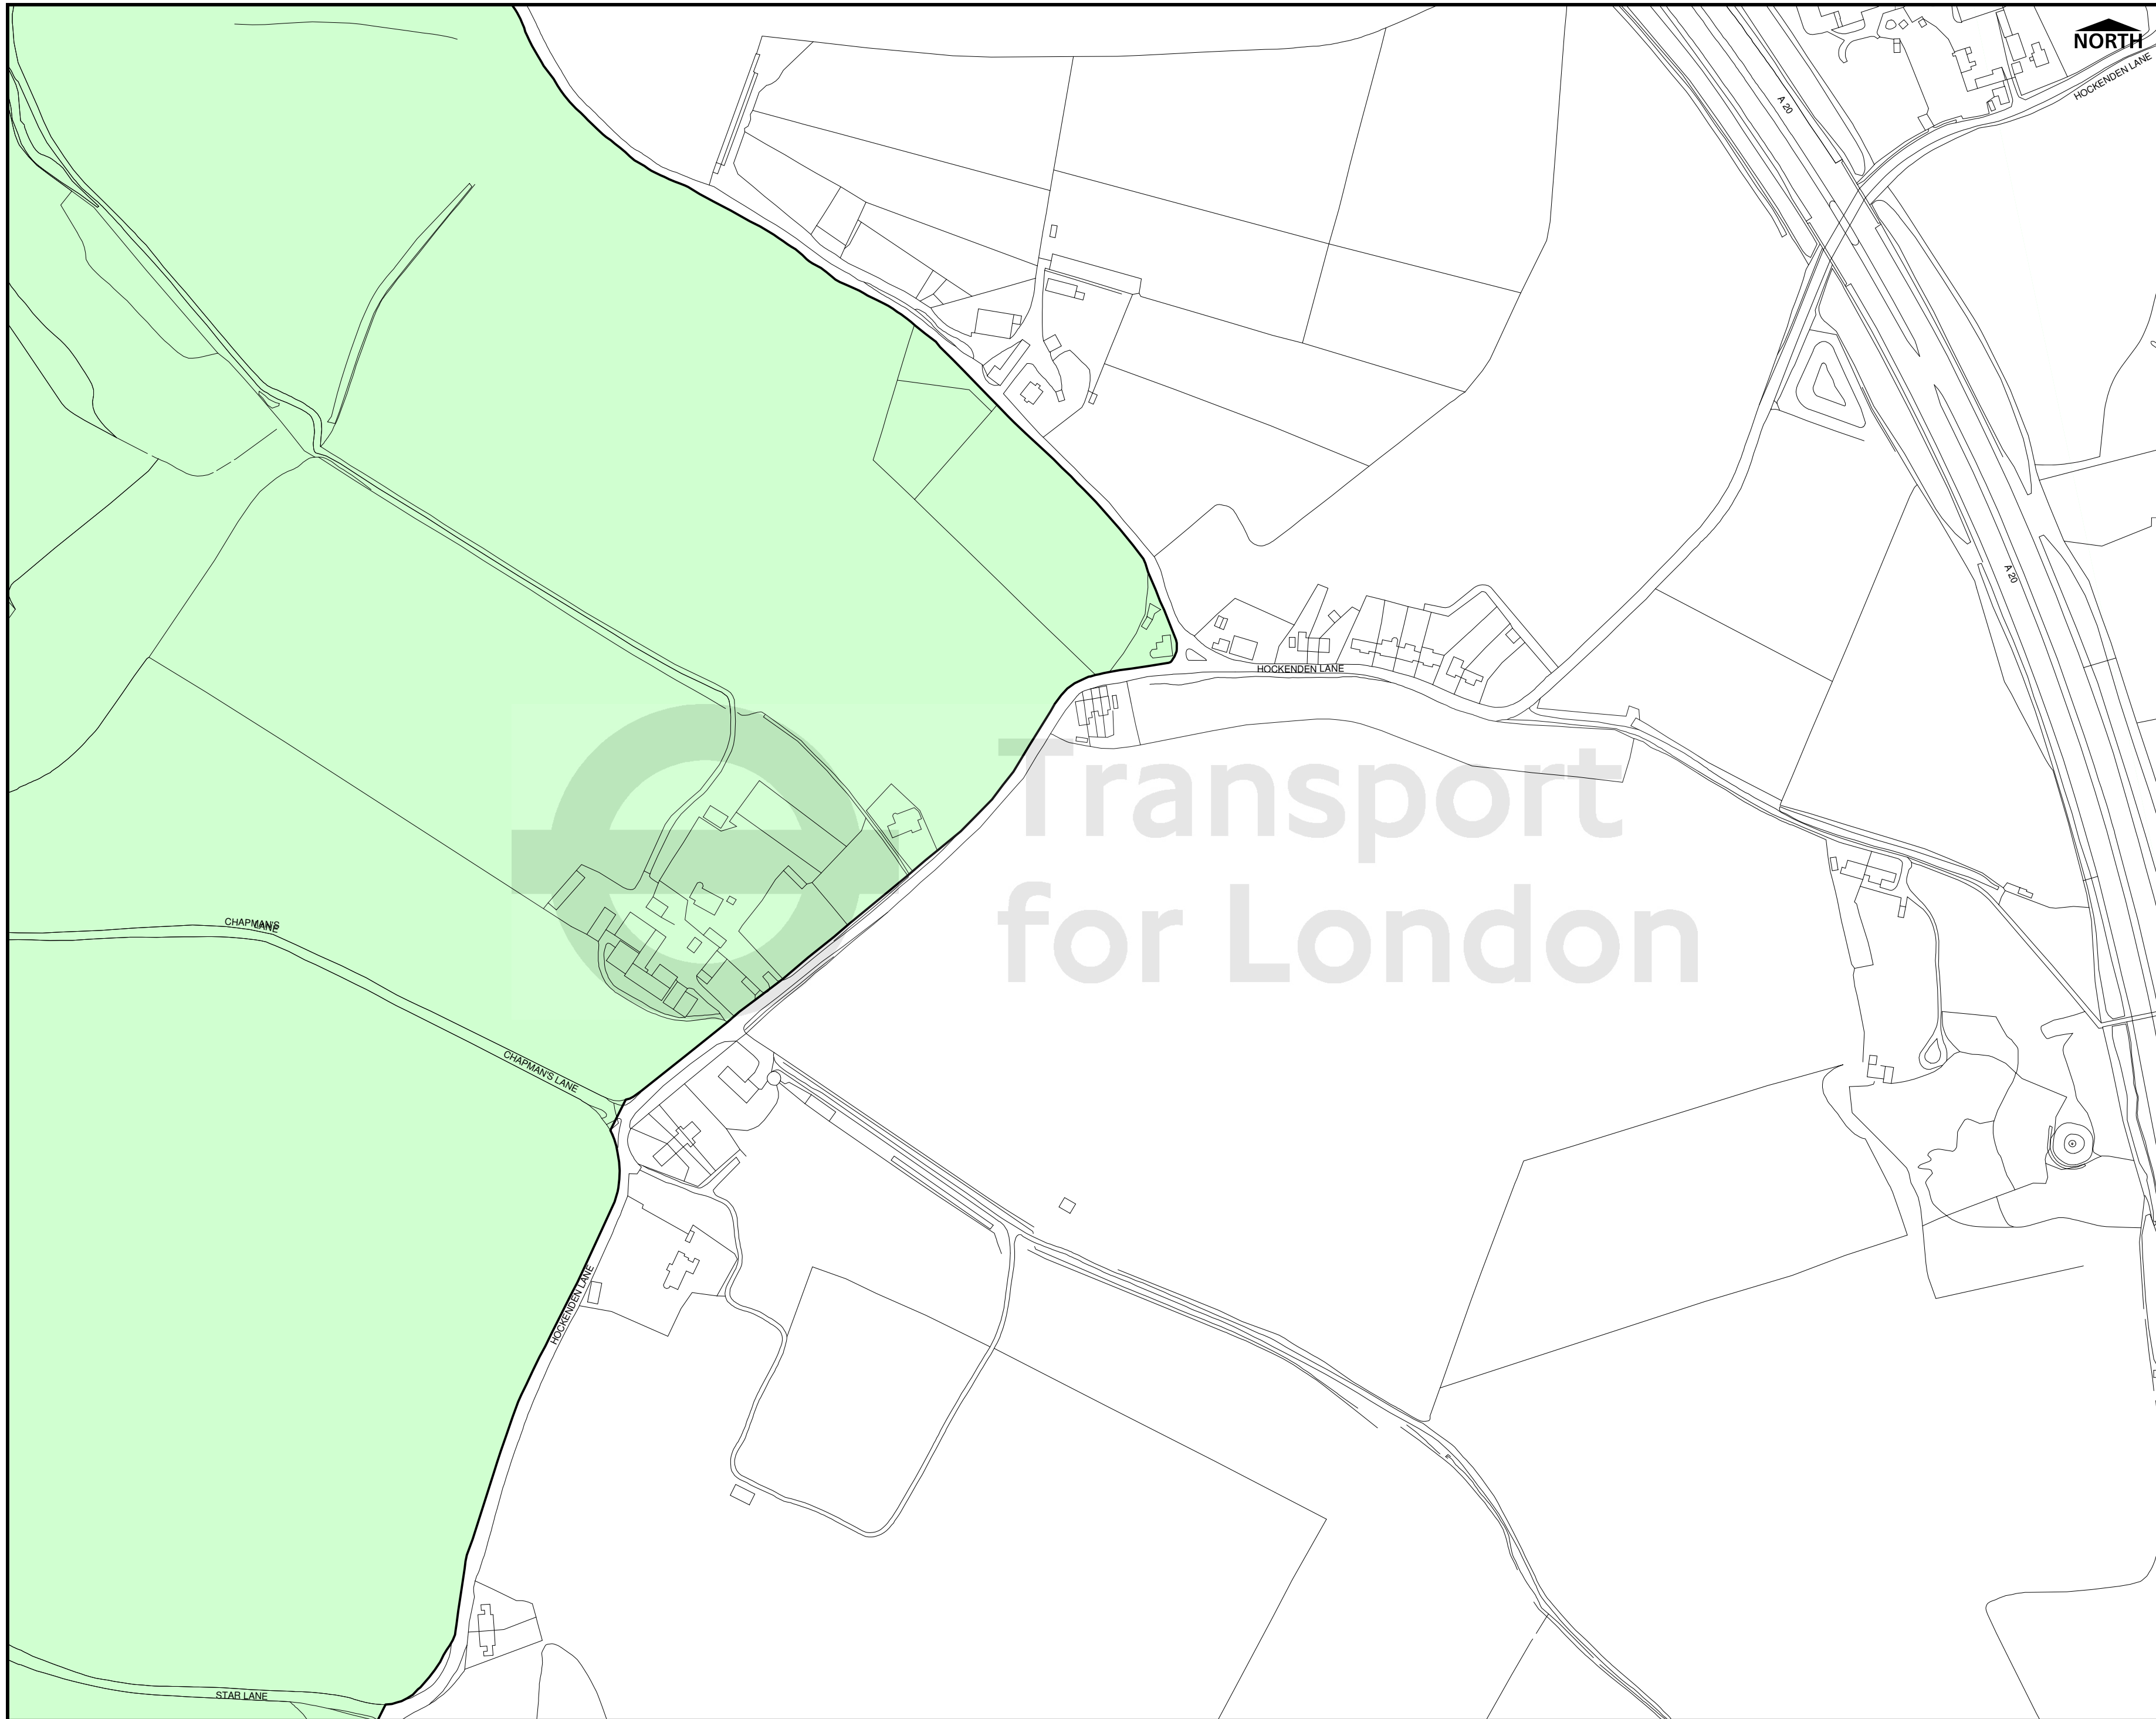 NORTH
HOCKENDEN LANE
A 20
A 20
HOCKENDEN LANE
Transport
for London
CHAPMAN'S
LANE
CHAPMAN'S LANE
HOCKENDEN LANE
STAR LANE